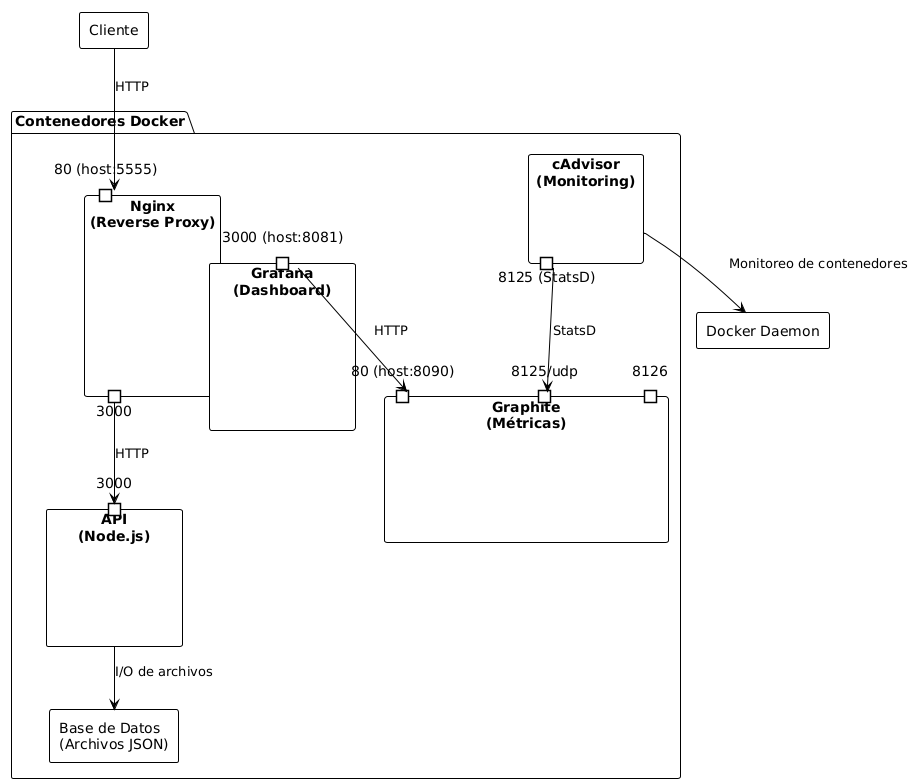 Cliente
HTTP
Contenedores Docker
80 (host:5555)
cAdvisor
(Monitoring)
Nginx
(Reverse Proxy)
3000 (host:8081)
Grafana
(Dashboard)
8125 (StatsD)
Monitoreo de contenedores
Docker Daemon
HTTP
StatsD
80 (host:8090)
8125/udp
8126
3000
Graphite
(Métricas)
HTTP
3000
API
(Node.js)
I/O de archivos
Base de Datos
(Archivos JSON)